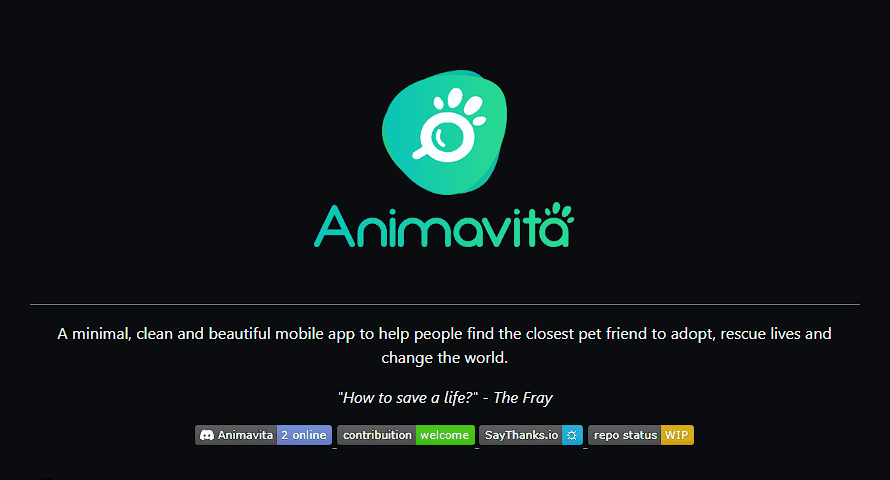 Animavita
A minimal, clean and beautiful mobile app to help people find the closest pet friend to adopt, rescue lives and
change the world.
"How to save a life?" - The Fray
Animavita 2 online contribuition welcome SayThanks.io repo status WIP